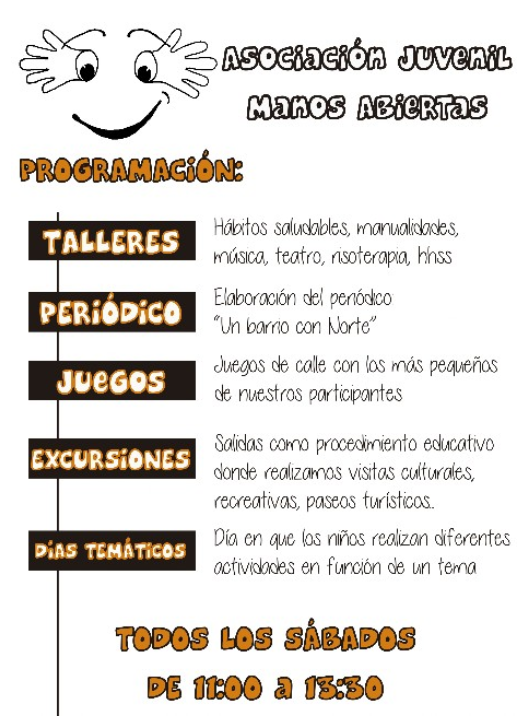 Asociación Juvenil
Manos Abiertas
PROGRAMACIÓN:
TALLERES
Hábitos saludables, manualidades,
música, teatro, risoterapia, hhss
PERIÓDICO
Elaboración del periódico
"Un barrio con Norte"
JUEGOS
Juegos de calle con los más pequeños
de nuestros participantes
EXCURSIONES
Salidas como procedimiento educativo
donde realizamos visitas culturales,
recreativas, paseos turísticos..
DÍAS TEMÁTICOS
Día en que los niños realizan diferentes
actividades en función de un tema
TODOS LOS SÁBADOS
DE 11:00 a 13:30